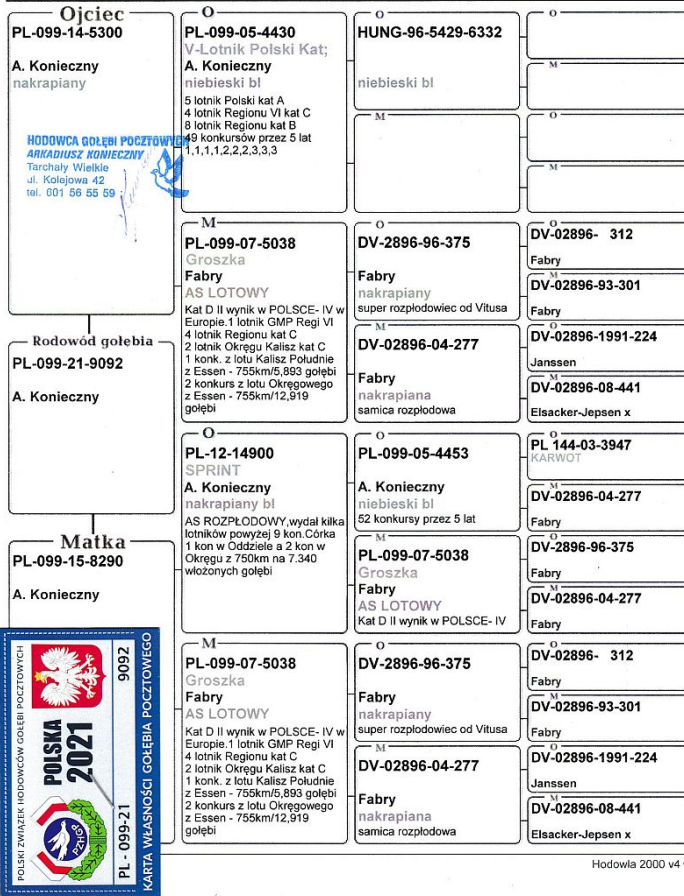 Ojciec
PL-099-14-5300
A. Konieczny
nakrapiany
HODOWCA GOŁĘBI POCZTOWYCH
ARKADIUSZ KONIECZNY
Tarchały Wielkie
ul. Kolejowa 42
tel. 601 56 55 59
Rodowód gołębia
PL-099-21-9092
A. Konieczny
Matka
PL-099-15-8290
A. Konieczny
POLSKI ZWIĄZEK HODOWCÓW GOŁĘBI POCZTOWYCH
POLSKA
2021
PZHGP
PL - 099-21
9092
KARTA WŁASNOŚCI GOŁĘBIA POCZTOWEGO
O
PL-099-05-4430
V-Lotnik Polski Kat;
A. Konieczny
niebieski bl
5 lotnik Polski kat A
4 lotnik Regionu VI kat C
8 lotnik Regionu kat B
49 konkursów przez 5 lat
1,1,1,1,2,2,2,3,3,3
M
PL-099-07-5038
Groszka
Fabry
AS LOTOWY
Kat D II wynik w POLSCE- IV w
Europie.1 lotnik GMP Regi VI
4 lotnik Regionu kat C
2 lotnik Okręgu Kalisz kat C
1 konk. z lotu Kalisz Południe
z Essen - 755km/5,893 gołębi
2 konkurs z lotu Okręgowego
z Essen - 755km/12,919
gołębi
O
PL-12-14900
SPRINT
A. Konieczny
nakrapiany bl
AS ROZPŁODOWY,wydał kilka
lotników powyżej 9 kon.Córka
1 kon w Oddziele a 2 kon w
Okręgu z 750km na 7.340
włożonych gołębi
M
PL-099-07-5038
Groszka
Fabry
AS LOTOWY
Kat D II wynik w POLSCE- IV w
Europie.1 lotnik GMP Regi VI
4 lotnik Regionu kat C
2 lotnik Okręgu Kalisz kat C
1 konk. z lotu Kalisz Południe
z Essen - 755km/5,893 gołębi
2 konkurs z lotu Okręgowego
z Essen - 755km/12,919
gołębi
O
HUNG-96-5429-6332
niebieski bl
M
O
DV-2896-96-375
Fabry
nakrapiany
super rozpłodowiec od Vitusa
M
DV-02896-04-277
Fabry
nakrapiana
samica rozpłodowa
O
PL-099-05-4453
A. Konieczny
niebieski bl
52 konkursy przez 5 lat
M
PL-099-07-5038
Groszka
Fabry
AS LOTOWY
Kat D II wynik w POLSCE- IV
O
DV-2896-96-375
Fabry
nakrapiany
super rozpłodowiec od Vitusa
M
DV-02896-04-277
Fabry
nakrapiana
samica rozpłodowa
O
M
O
M
O
DV-02896- 312
Fabry
M
DV-02896-93-301
Fabry
O
DV-02896-1991-224
Janssen
M
DV-02896-08-441
Elsacker-Jepsen x
O
PL 144-03-3947
KARWOT
M
DV-02896-04-277
Fabry
O
DV-2896-96-375
Fabry
M
DV-02896-04-277
Fabry
O
DV-02896- 312
Fabry
M
DV-02896-93-301
Fabry
O
DV-02896-1991-224
Janssen
M
DV-02896-08-441
Elsacker-Jepsen x
Hodowla 2000 v4